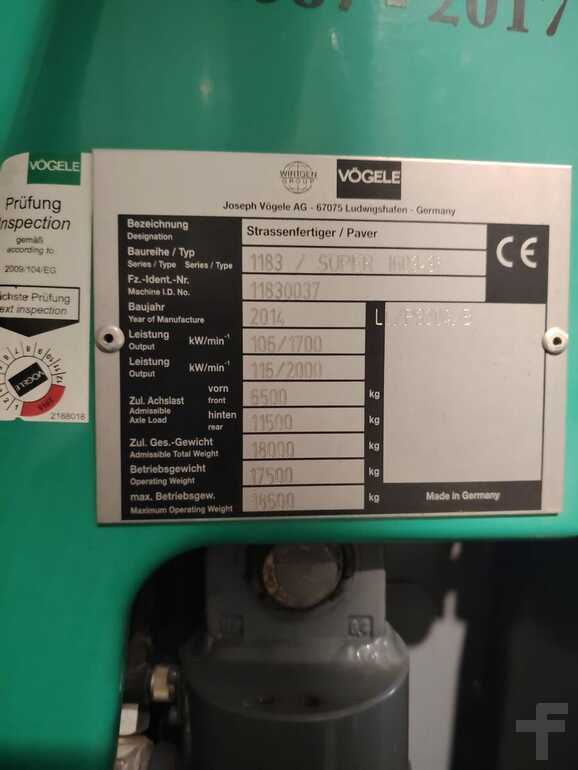 - 2017
VÖGELE
Prüfung
Inspection
gemäß
according to
2009/104/EG
Nächste Prüfung
Next inspection
VÖGELE
2188018
WIRTGEN
GROUP
VÖGELE
Joseph Vögele AG - 67075 Ludwigshafen - Germany
Bezeichnung
Designation
Strassenfertiger / Paver
CE
Baureihe / Typ
Series / Type Series / Type
1183 / SUPER
Fz.-Ident.-Nr.
Machine I.D. No.
11830037
Baujahr
Year of Manufacture
2014
Leistung
Output
kW/min-1
106/1700
Leistung
Output
kW/min-1
116/2000
Zul. Achslast
Admissible
Axle Load
vorn
front
6500
kg
hinten
rear
11500
kg
Zul. Ges.-Gewicht
Admissible Total Weight
18000
kg
Betriebsgewicht
Operating Weight
17500
kg
max. Betriebsgew.
Maximum Operating Weight
18500
kg
Made in Germany